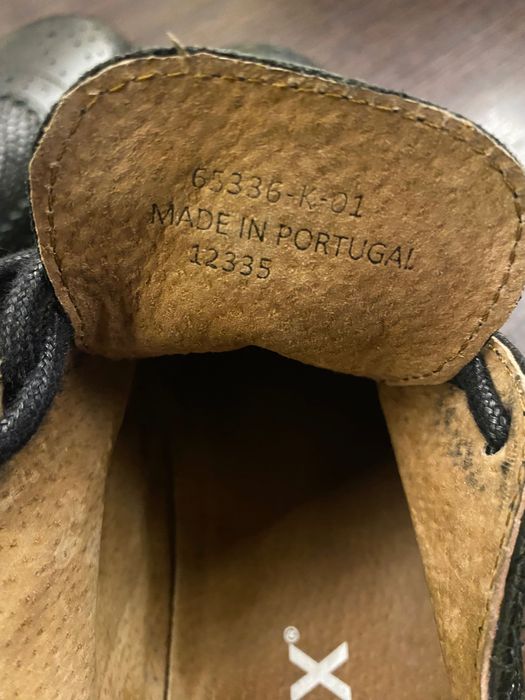 65336-K-01
MADE IN PORTUGAL
12335
®
X